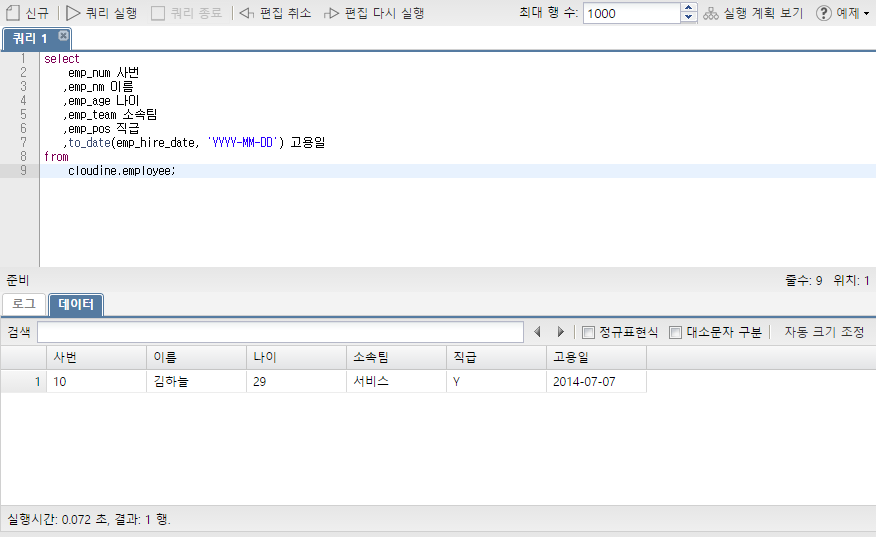 신규 쿼리 실행 쿼리 종료 편집 취소 편집 다시 실행 최대 행 수: 1000 실행 계획 보기 예제
쿼리 1
1 select
2 emp_num 사번
3 ,emp_nm 이름
4 ,emp_age 나이
5 ,emp_team 소속팀
6 ,emp_pos 직급
7 ,to_date(emp_hire_date, 'YYYY-MM-DD') 고용일
8 from
9 cloudine.employee;
준비 줄수: 9 위치: 1
로그 데이터
검색 정규표현식 대소문자 구분 자동 크기 조정
사번 이름 나이 소속팀 직급 고용일
1 10 김하늘 29 서비스 Y 2014-07-07
실행시간: 0.072 초, 결과: 1 행.